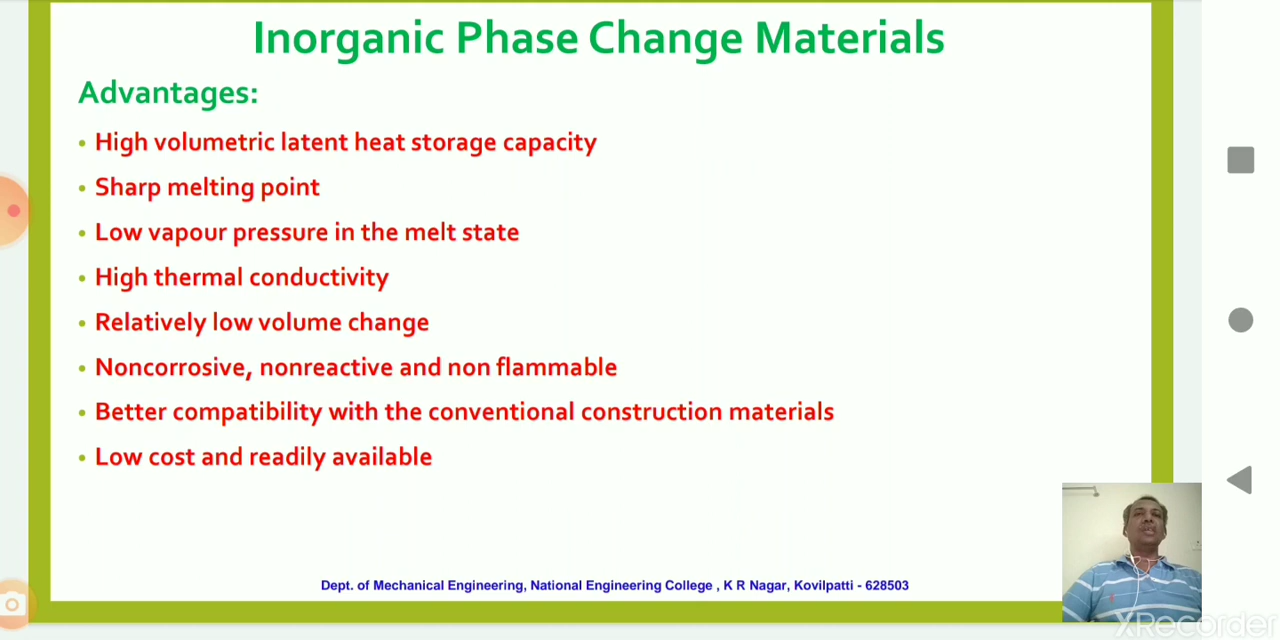 Inorganic Phase Change Materials
Advantages:
• High volumetric latent heat storage capacity
• Sharp melting point
• Low vapour pressure in the melt state
• High thermal conductivity
• Relatively low volume change
• Noncorrosive, nonreactive and non flammable
• Better compatibility with the conventional construction materials
• Low cost and readily available
Dept. of Mechanical Engineering, National Engineering College , K R Nagar, Kovilpatti - 628503
XRecorder